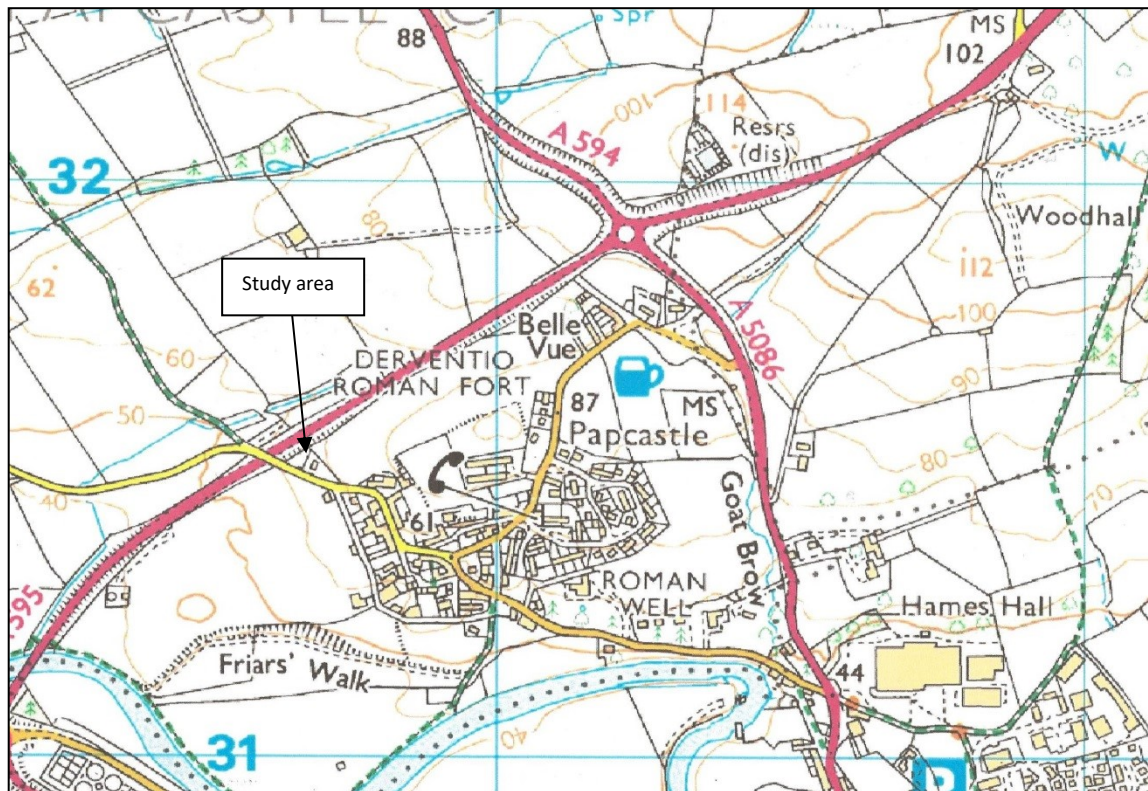 Spr
88
MS
102
114
100
A 594
Resrs
(dis)
32
W
Woodhall
80
Study area
62
112
100
Belle
Vue
A 5086
DERVENTIO
ROMAN FORT
60
90
50
87
MS
Papcastle
80
40
70
Goat Brow
61
ROMAN
WELL
Hames Hall
Friars' Walk
44
31
40